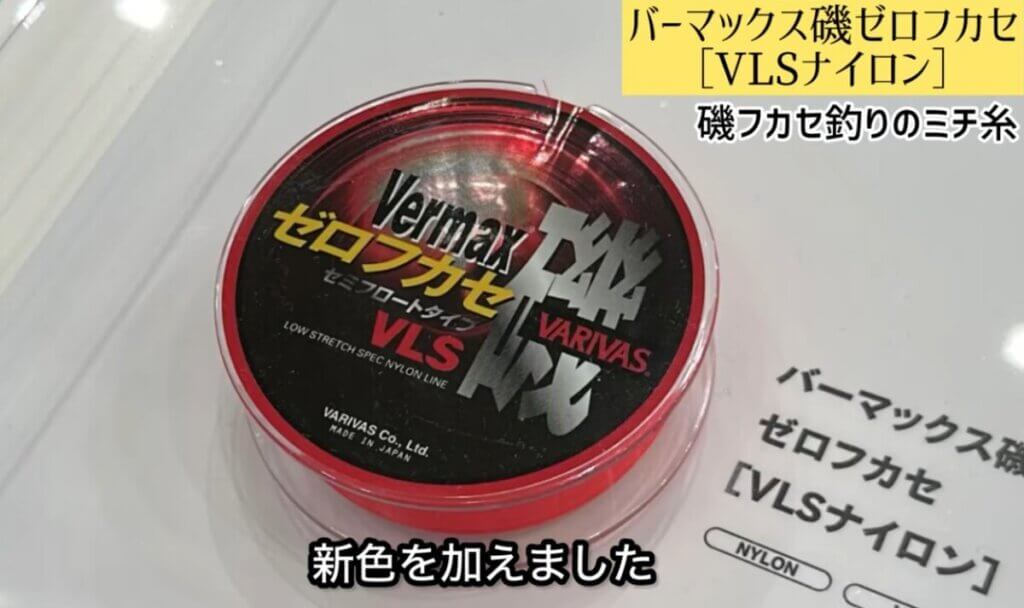 バーマックス磯ゼロフカセ
［VLSナイロン］
磯フカセ釣りのミチ糸
Vermax
磯
ゼロフカセ
セミフロートタイプ
VLS
VARIVAS®
LOW STRETCH SPEC NYLON LINE
VARIVAS Co., Ltd.
MADE IN JAPAN
バーマックス磯
ゼロフカセ
［VLSナイロン］
NYLON
新色を加えました